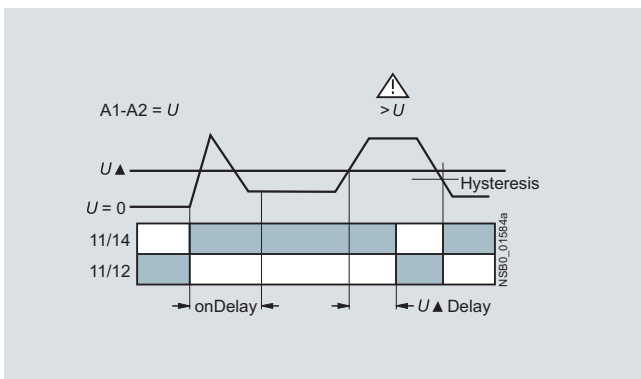 A1-A2 = U
!
> U
U▲
Hysteresis
U = 0
11/14
11/12
onDelay
U▲ Delay
NSB0_01584a